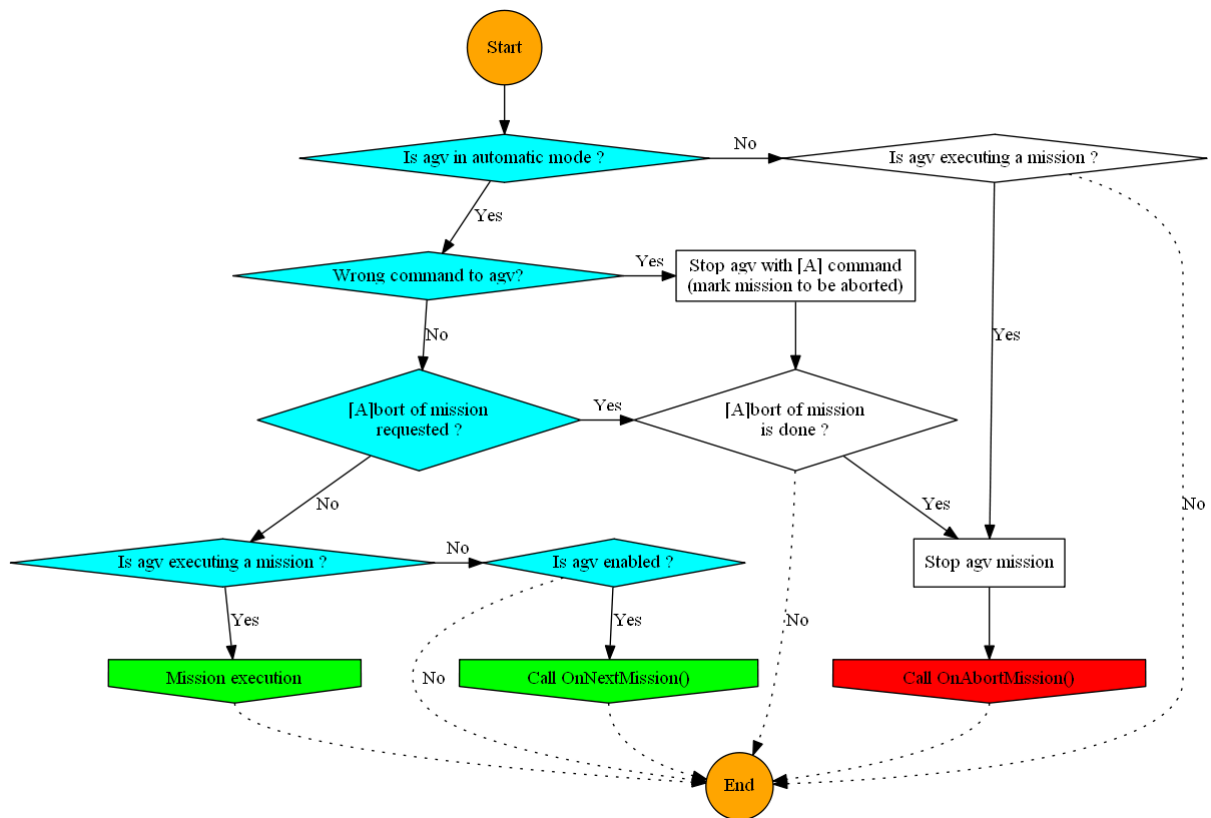 Start
Is agv in automatic mode ?
No
Is agv executing a mission ?
Yes
Wrong command to agv?
Yes
Stop agv with [A] command
(mark mission to be aborted)
No
Yes
[A]bort of mission
requested ?
Yes
[A]bort of mission
is done ?
No
Yes
No
Is agv executing a mission ?
No
Is agv enabled ?
Stop agv mission
Yes
Yes
No
No
Mission execution
Call OnNextMission()
Call OnAbortMission()
End